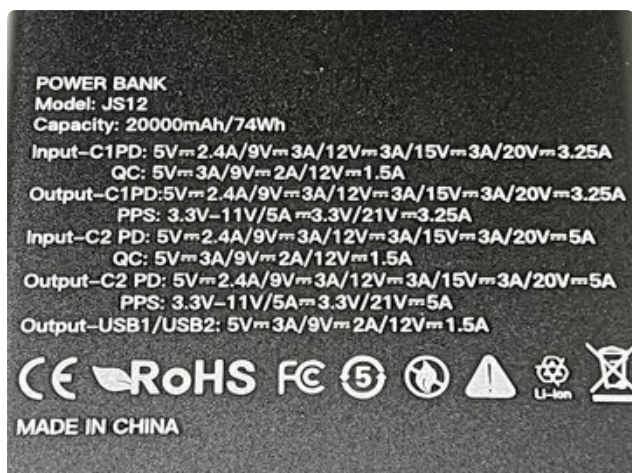 POWER BANK
Model: JS12
Capacity: 20000mAh/74Wh
Input-C1PD: 5V⎓2.4A/9V⎓3A/12V⎓3A/15V⎓3A/20V⎓3.25A
QC: 5V⎓3A/9V⎓2A/12V⎓1.5A
Output-C1PD:5V⎓2.4A/9V⎓3A/12V⎓3A/15V⎓3A/20V⎓3.25A
PPS: 3.3V-11V/5A⎓3.3V/21V⎓3.25A
Input-C2 PD: 5V⎓2.4A/9V⎓3A/12V⎓3A/15V⎓3A/20V⎓5A
QC: 5V⎓3A/9V⎓2A/12V⎓1.5A
Output-C2 PD: 5V⎓2.4A/9V⎓3A/12V⎓3A/15V⎓3A/20V⎓5A
PPS: 3.3V-11V/5A⎓3.3V/21V⎓5A
Output-USB1/USB2: 5V⎓3A/9V⎓2A/12V⎓1.5A
CE RoHS FC 5 Li-ion
MADE IN CHINA